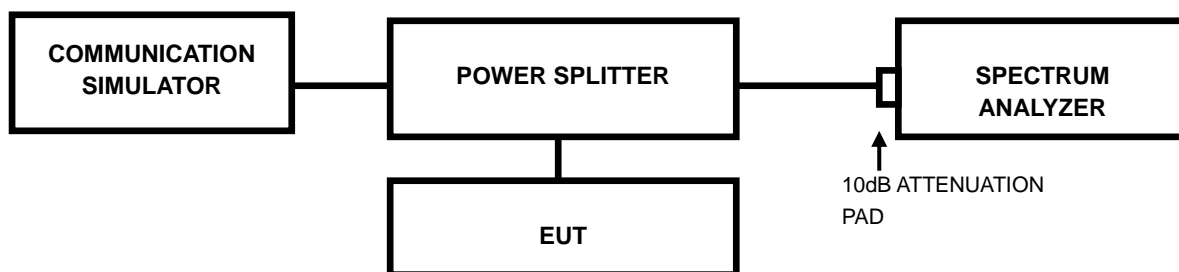 COMMUNICATION
SIMULATOR
POWER SPLITTER
SPECTRUM
ANALYZER
10dB ATTENUATION
PAD
EUT